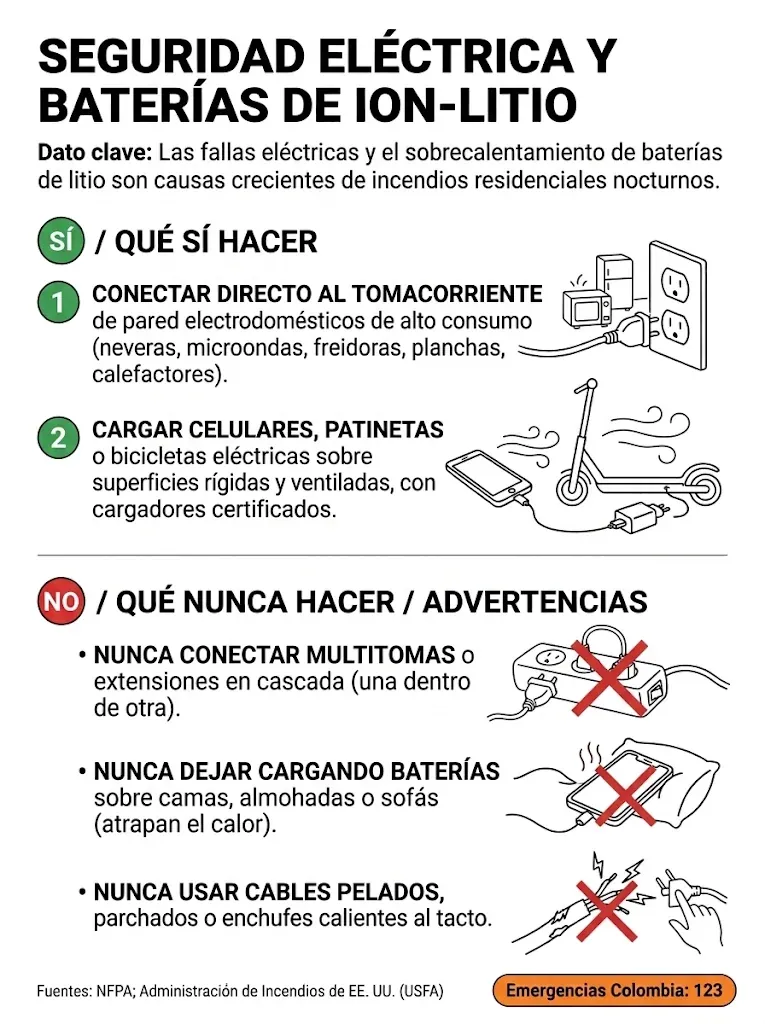 SEGURIDAD ELÉCTRICA Y
BATERÍAS DE ION-LITIO
Dato clave: Las fallas eléctricas y el sobrecalentamiento de baterías
de litio son causas crecientes de incendios residenciales nocturnos.
SÍ / QUÉ SÍ HACER
1 CONECTAR DIRECTO AL TOMACORRIENTE
de pared electrodomésticos de alto consumo
(neveras, microondas, freidoras, planchas,
calefactores).
2 CARGAR CELULARES, PATINETAS
o bicicletas eléctricas sobre
superficies rígidas y ventiladas, con
cargadores certificados.
NO / QUÉ NUNCA HACER / ADVERTENCIAS
• NUNCA CONECTAR MULTITOMAS o
extensiones en cascada (una dentro
de otra).
• NUNCA DEJAR CARGANDO BATERÍAS
sobre camas, almohadas o sofás
(atrapan el calor).
• NUNCA USAR CABLES PELADOS,
parchados o enchufes calientes al tacto.
Fuentes: NFPA; Administración de Incendios de EE. UU. (USFA)
Emergencias Colombia: 123